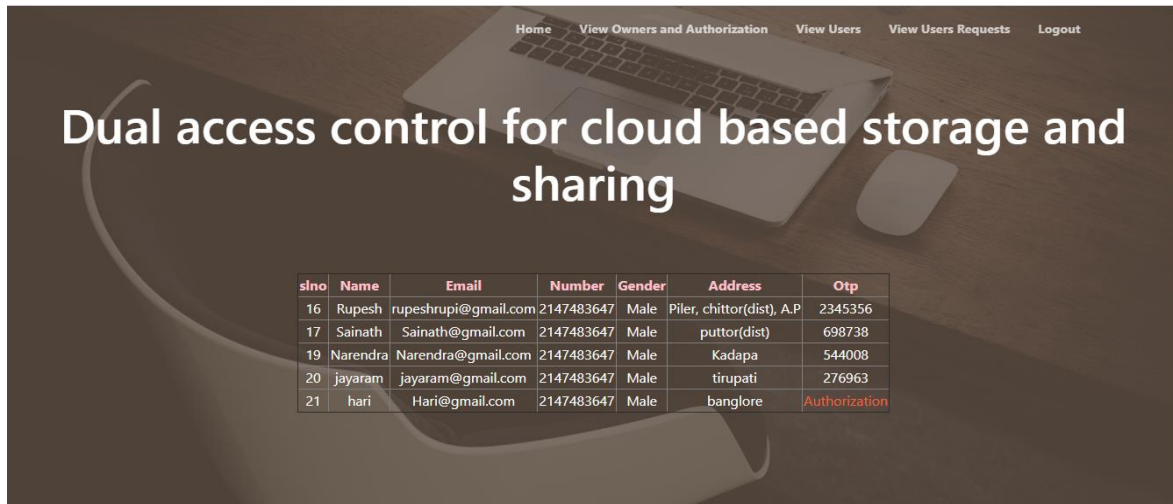 Home View Owners and Authorization View Users View Users Requests Logout
Dual access control for cloud based storage and
sharing
slno Name Email Number Gender Address Otp
16 Rupesh rupeshrupi@gmail.com 2147483647 Male Piler, chittor(dist), A.P 2345356
17 Sainath Sainath@gmail.com 2147483647 Male puttor(dist) 698738
19 Narendra Narendra@gmail.com 2147483647 Male Kadapa 544008
20 jayaram jayaram@gmail.com 2147483647 Male tirupati 276963
21 hari Hari@gmail.com 2147483647 Male banglore Authorization